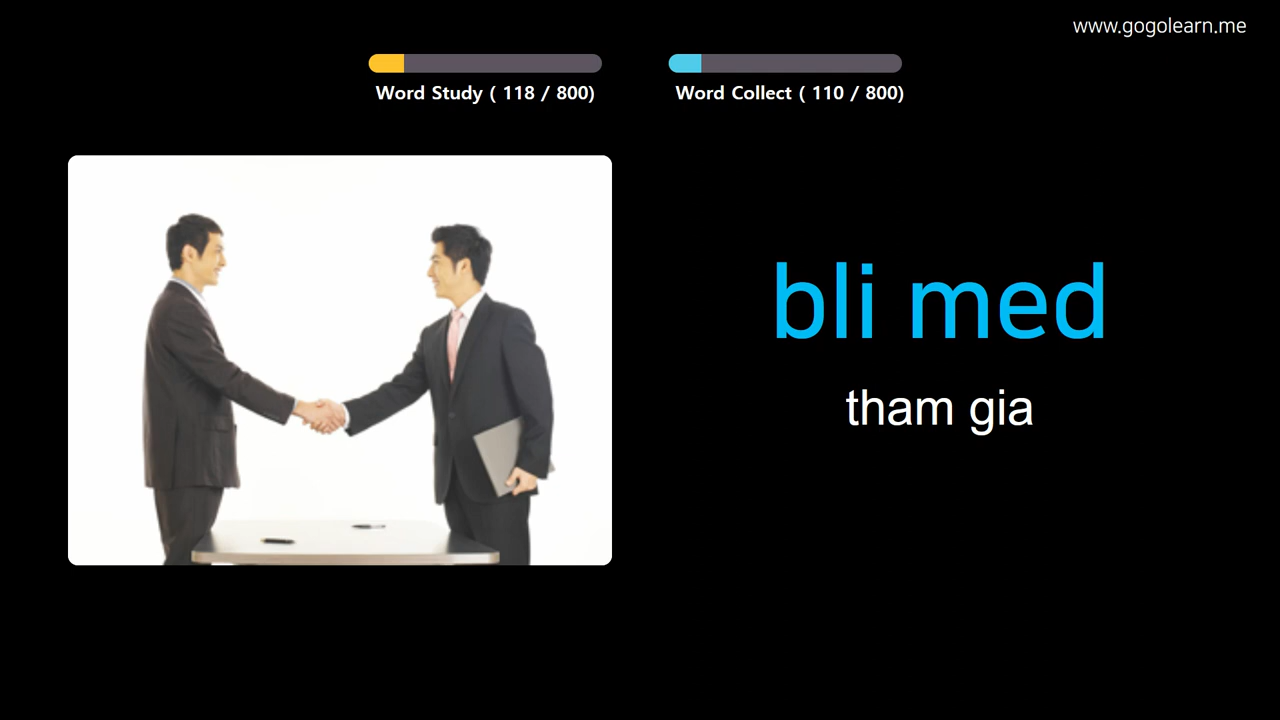 www.gogolearn.me
Word Study ( 118 / 800)
Word Collect ( 110 / 800)
bli med
tham gia